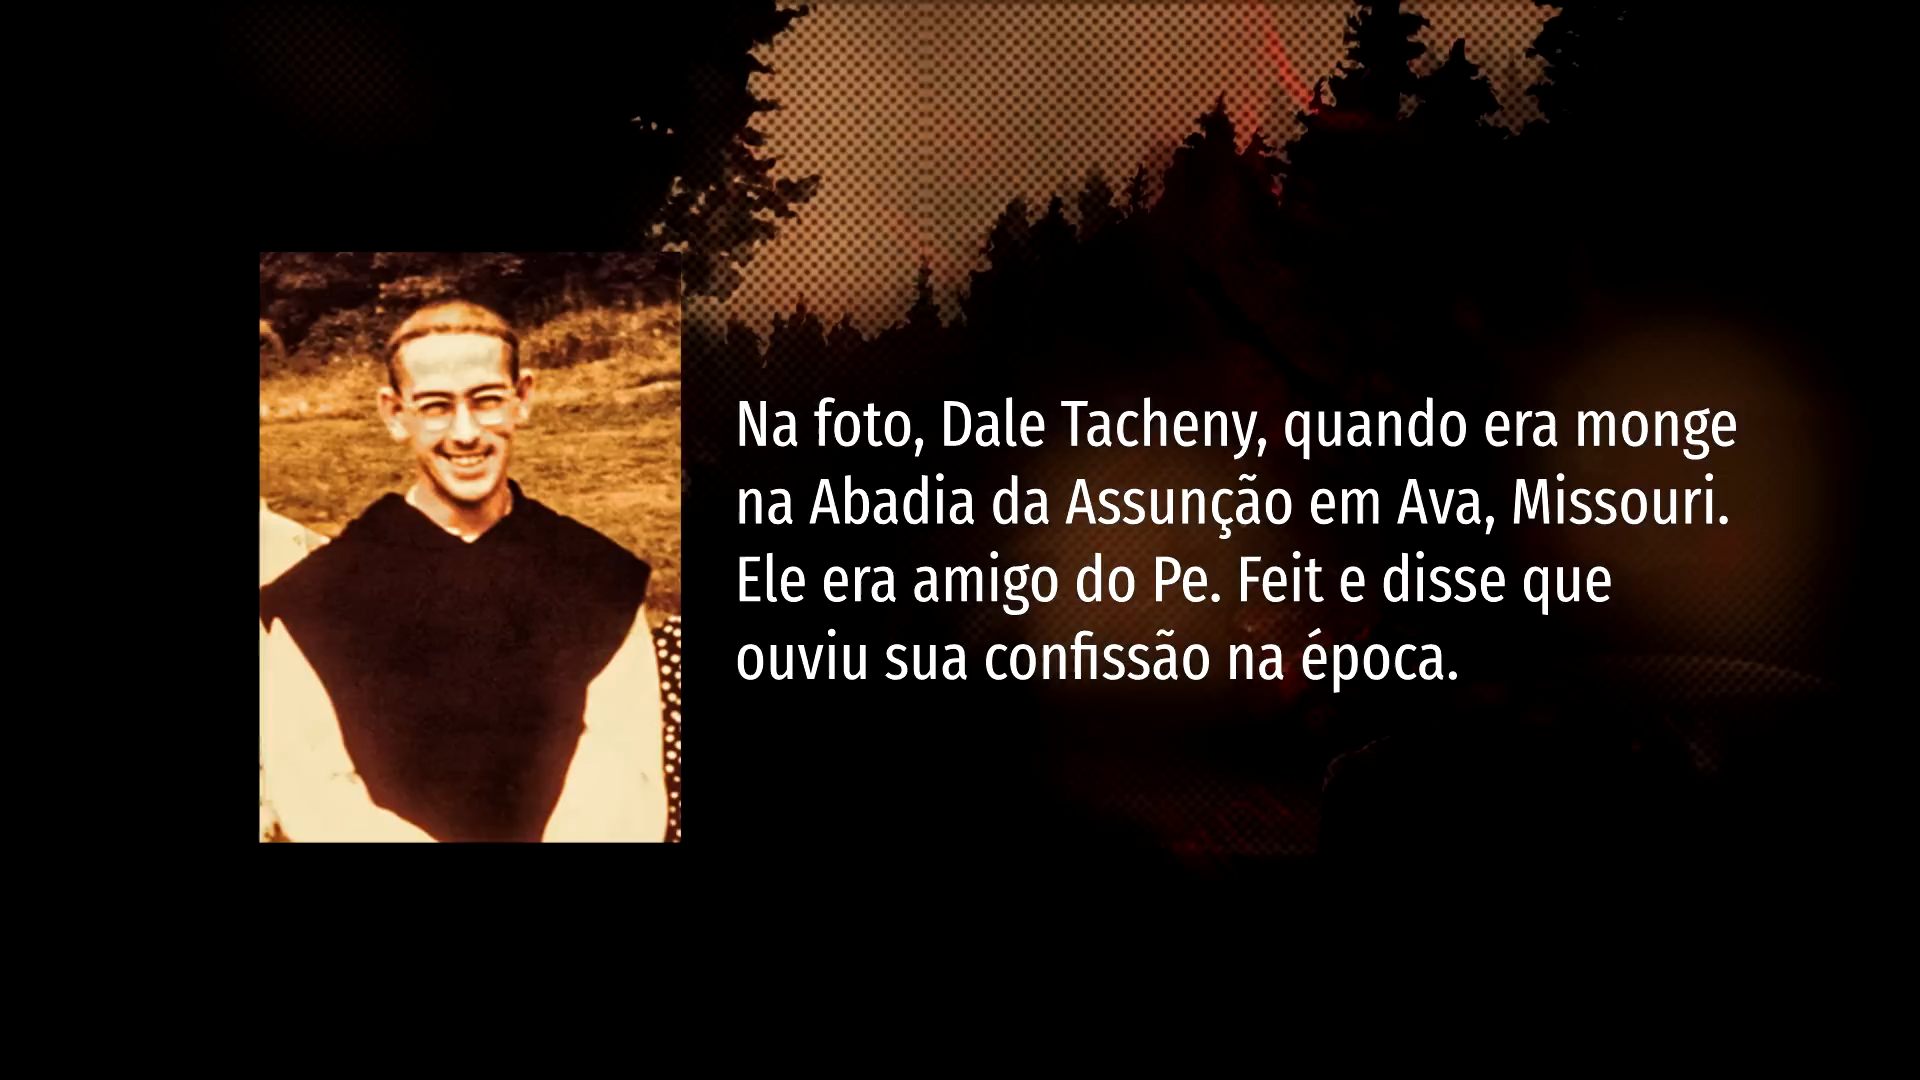 Na foto, Dale Tacheny, quando era monge
na Abadia da Assunção em Ava, Missouri.
Ele era amigo do Pe. Feit e disse que
ouviu sua confissão na época.